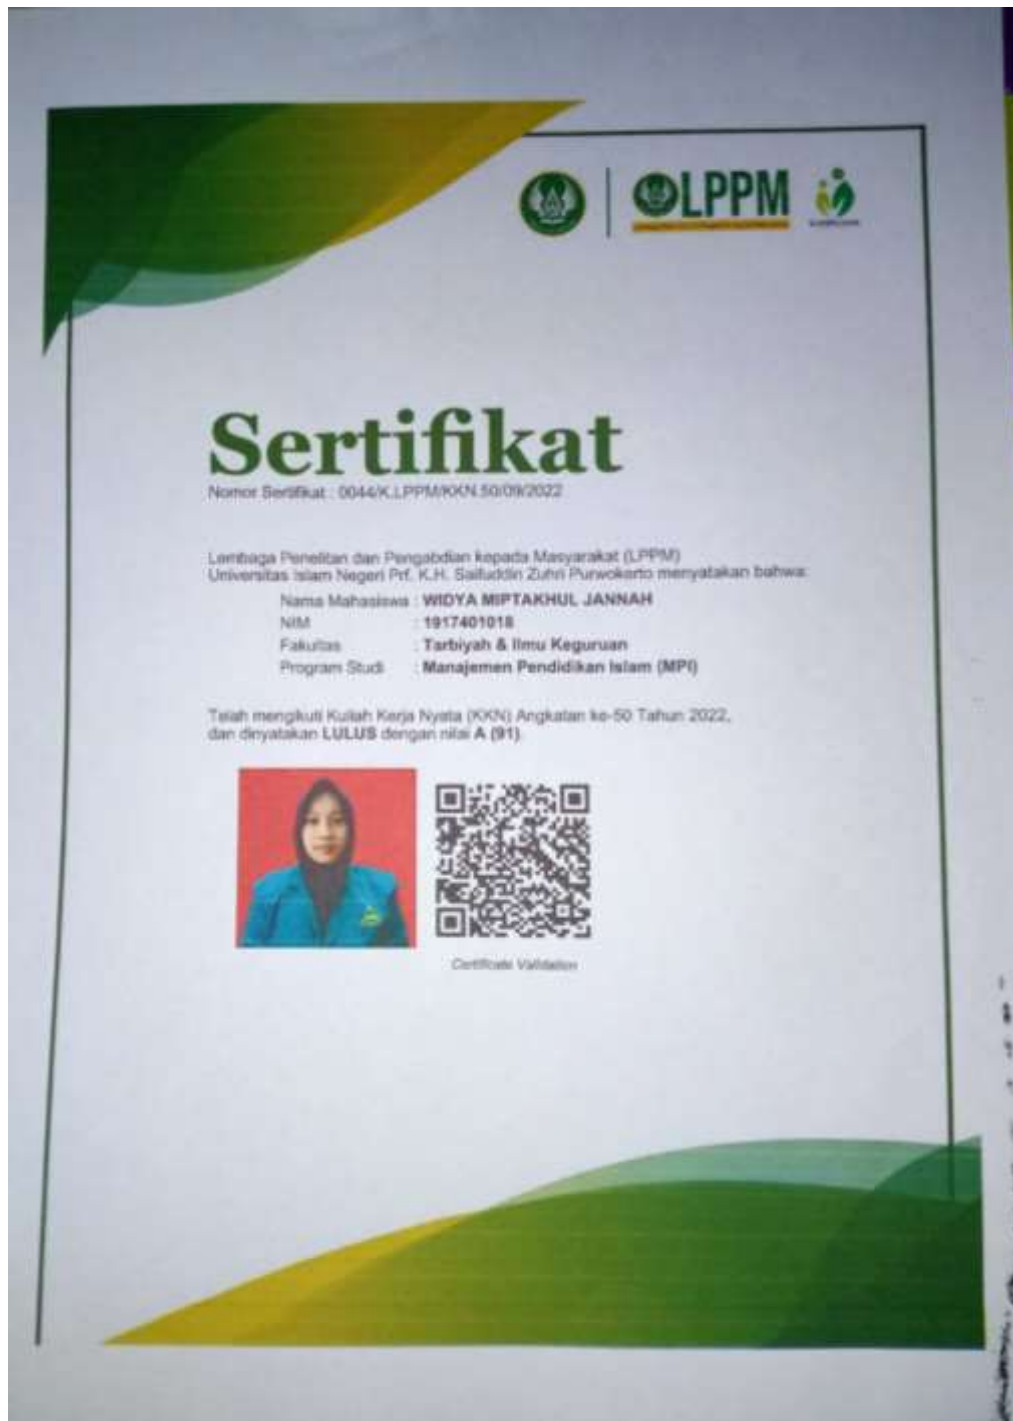 LPPM
Sertifikat
Nomor Sertifikat : 0044/K.LPPM/KKN.50/09/2022
Lembaga Penelitian dan Pengabdian kepada Masyarakat (LPPM)
Universitas Islam Negeri Prf. K.H. Saifuddin Zuhri Purwokerto menyatakan bahwa:
Nama Mahasiswa : WIDYA MIPTAKHUL JANNAH
NIM : 1917401018
Fakultas : Tarbiyah & Ilmu Keguruan
Program Studi : Manajemen Pendidikan Islam (MPI)
Telah mengikuti Kuliah Kerja Nyata (KKN) Angkatan ke-50 Tahun 2022,
dan dinyatakan LULUS dengan nilai A (91).
Certificate Validation